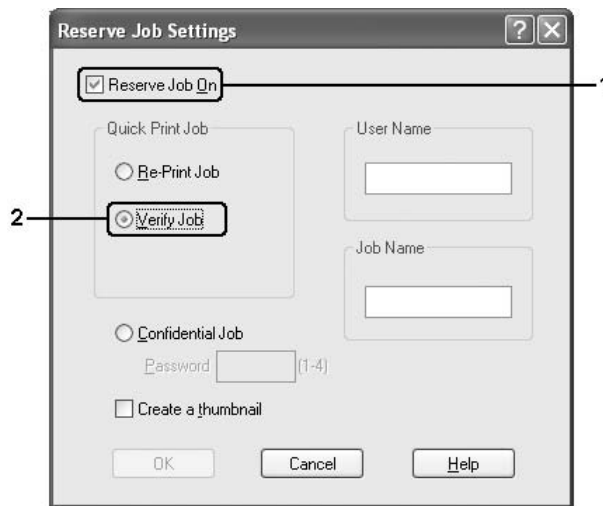 Reserve Job Settings
Reserve Job On
1
Quick Print Job
User Name
Re-Print Job
2
Verify Job
Job Name
Confidential Job
Password
(1-4)
Create a thumbnail
OK
Cancel
Help